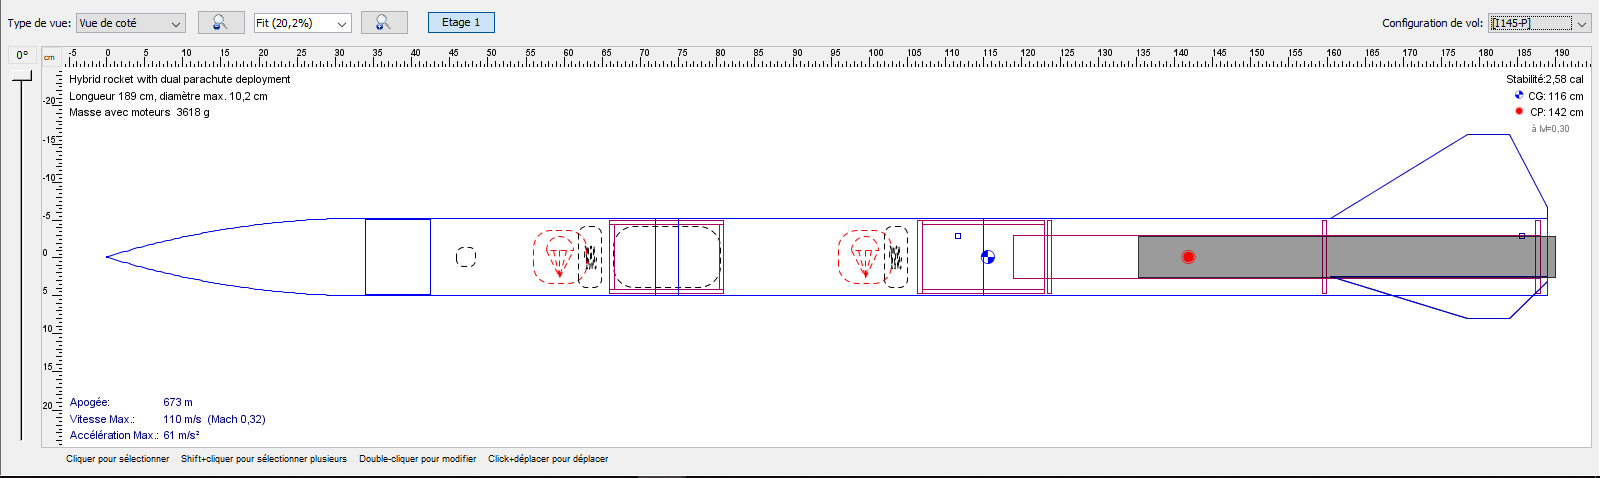 Type de vue: Vue de coté Fit (20,2%) Etage 1 Configuration de vol: [I145-P]
0°
cm -5 0 5 10 15 20 25 30 35 40 45 50 55 60 65 70 75 80 85 90 95 100 105 110 115 120 125 130 135 140 145 150 155 160 165 170 175 180 185 190
-20
-15
-10
-5
0
5
10
15
20
Hybrid rocket with dual parachute deployment
Longueur 189 cm, diamètre max. 10,2 cm
Masse avec moteurs 3618 g
Stabilité:2,58 cal
CG: 116 cm
CP: 142 cm
à M=0,30
Apogée: 673 m
Vitesse Max.: 110 m/s (Mach 0,32)
Accélération Max.: 61 m/s²
Cliquer pour sélectionner Shift+cliquer pour sélectionner plusieurs Double-cliquer pour modifier Click+déplacer pour déplacer